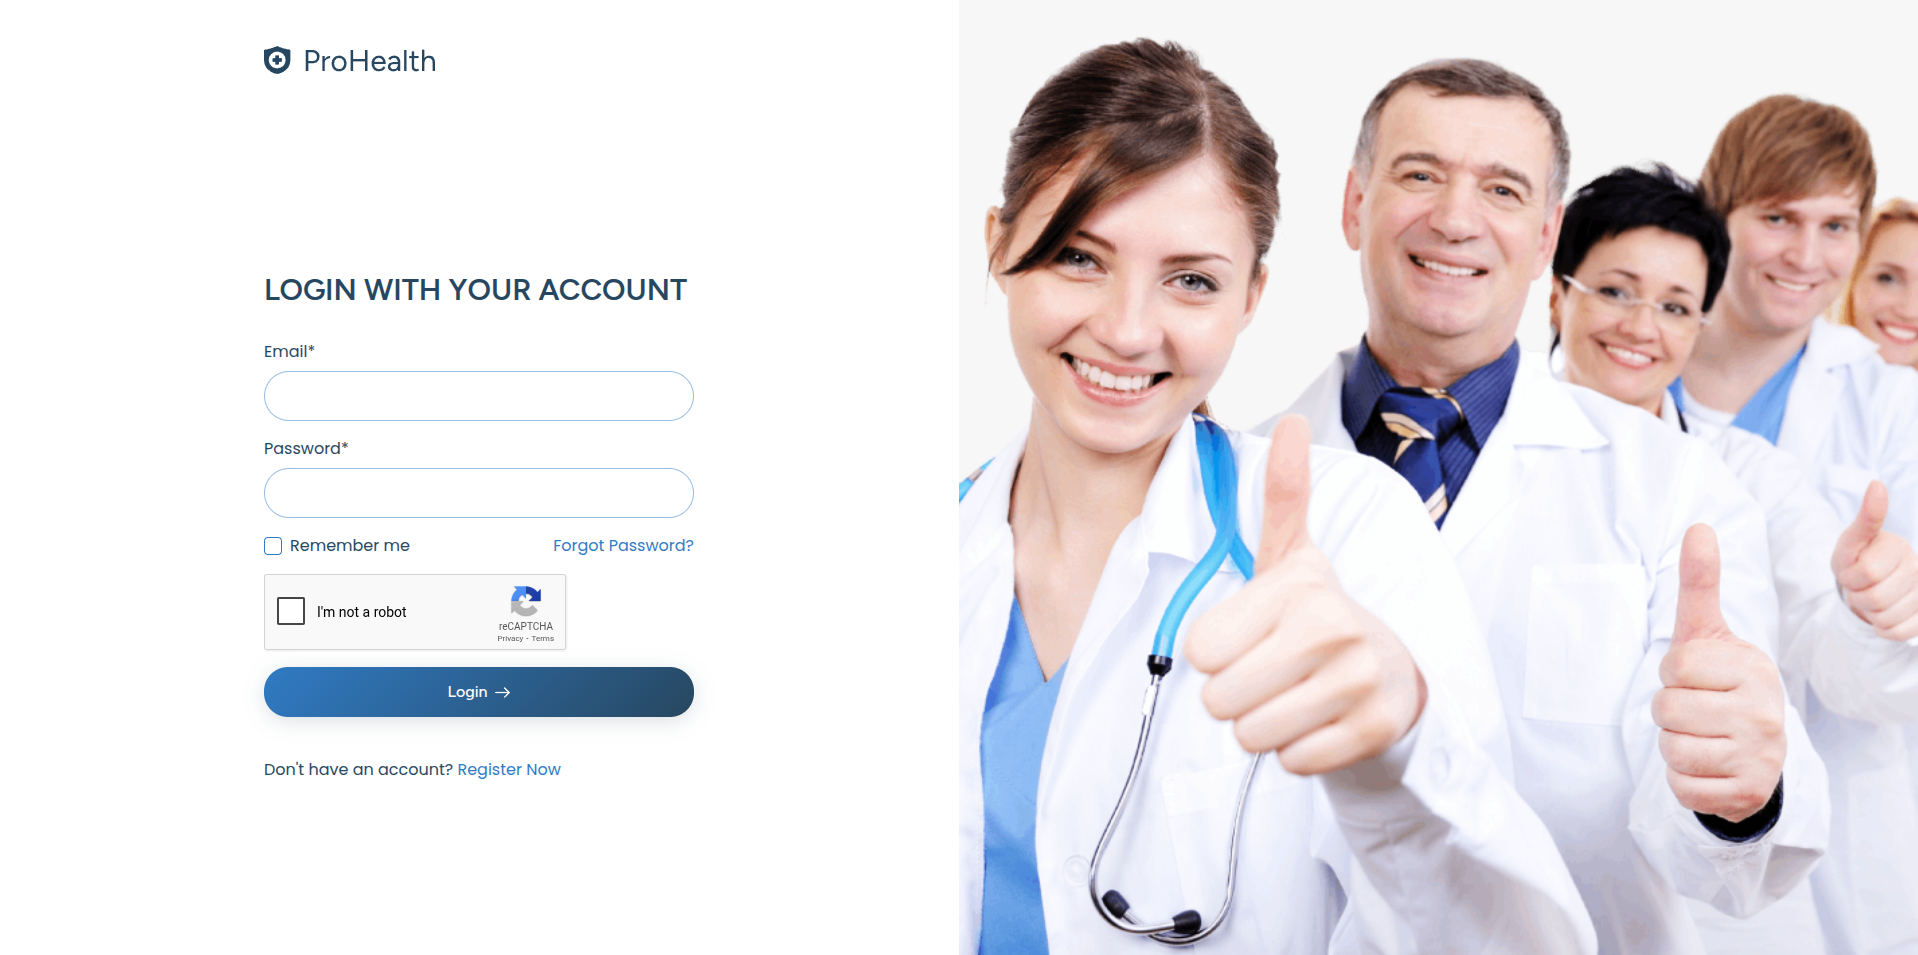 ProHealth
LOGIN WITH YOUR ACCOUNT
Email*
Password*
Remember me
Forgot Password?
I'm not a robot
reCAPTCHA
Privacy - Terms
Login →
Don't have an account? Register Now